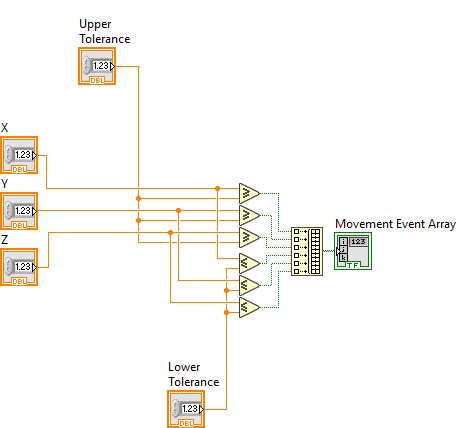 Upper
Tolerance
1.23
DBL
X
1.23
DBL
Y
1.23
DBL
Z
1.23
DBL
≥
≥
≥
≤
≤
≤
Movement Event Array
i
123
j
k
TF
Lower
Tolerance
1.23
DBL